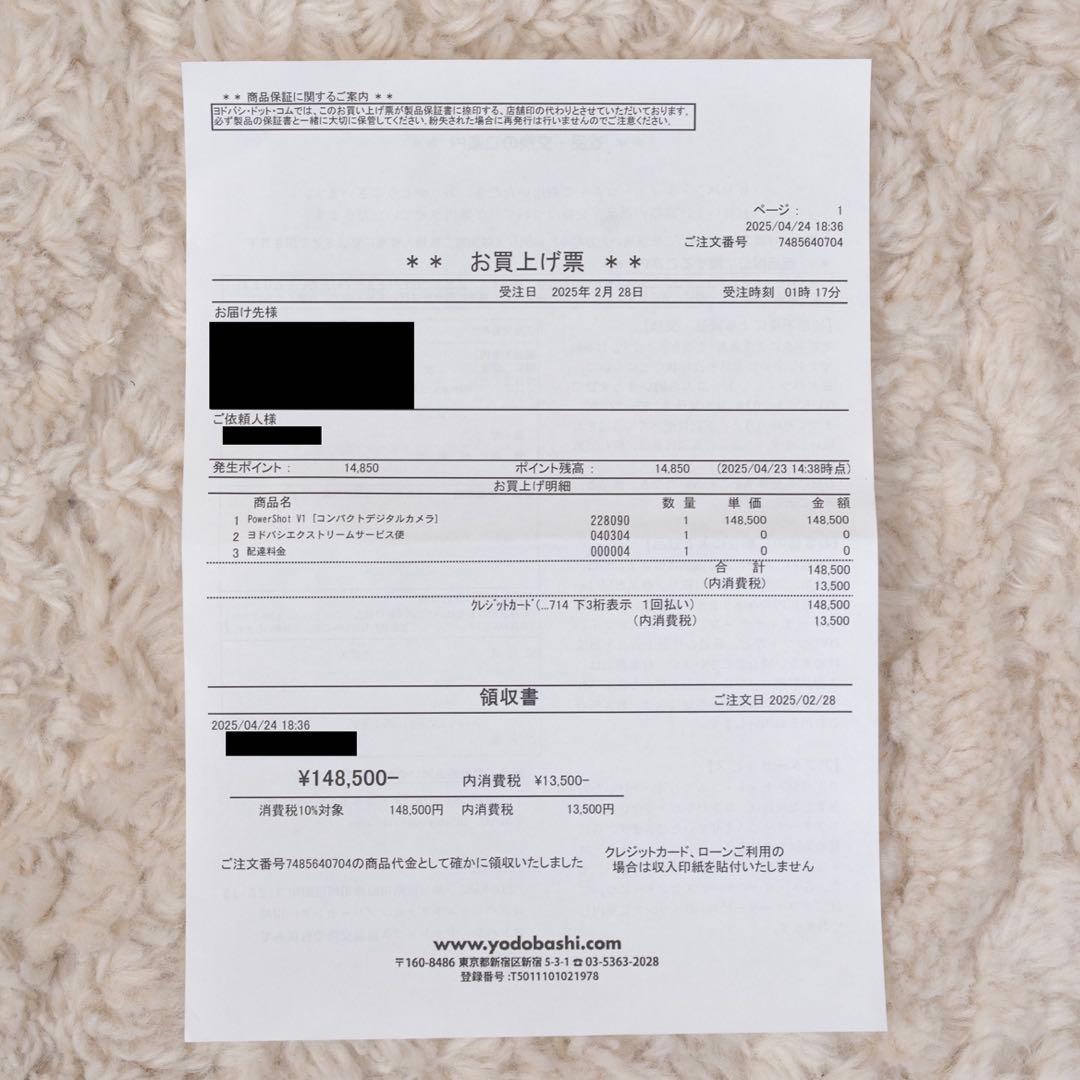 ** 商品保証に関するご案内 **
ヨドバシ・ドット・コムでは、このお買い上げ票が製品保証書に捺印する、店舗印の代わりとさせていただいております。
必ず製品の保証書と一緒に大切に保管してください。紛失された場合に再発行は行いませんのでご注意ください。
ページ： 1
2025/04/24 18:36
ご注文番号 7485640704
** お買上げ票 **
受注日 2025年 2月 28日 受注時刻 01時 17分
お届け先様
ご依頼人様
発生ポイント： 14,850 ポイント残高： 14,850 (2025/04/23 14:38時点)
お買上げ明細
商品名 数 量 単 価 金 額
1 PowerShot V1 [コンパクトデジタルカメラ] 228090 1 148,500 148,500
2 ヨドバシエクストリームサービス便 040304 1 0 0
3 配達料金 000004 1 0 0
合 計 148,500
(内消費税) 13,500
クレジットカード(...714 下3桁表示 1回払い) 148,500
(内消費税) 13,500
領収書 ご注文日 2025/02/28
2025/04/24 18:36
¥148,500− 内消費税 ¥13,500−
消費税10%対象 148,500円 内消費税 13,500円
ご注文番号7485640704の商品代金として確かに領収いたしました
クレジットカード、ローンご利用の
場合は収入印紙を貼付いたしません
www.yodobashi.com
〒160-8486 東京都新宿区新宿 5-3-1 ☎ 03-5363-2028
登録番号 :T5011101021978